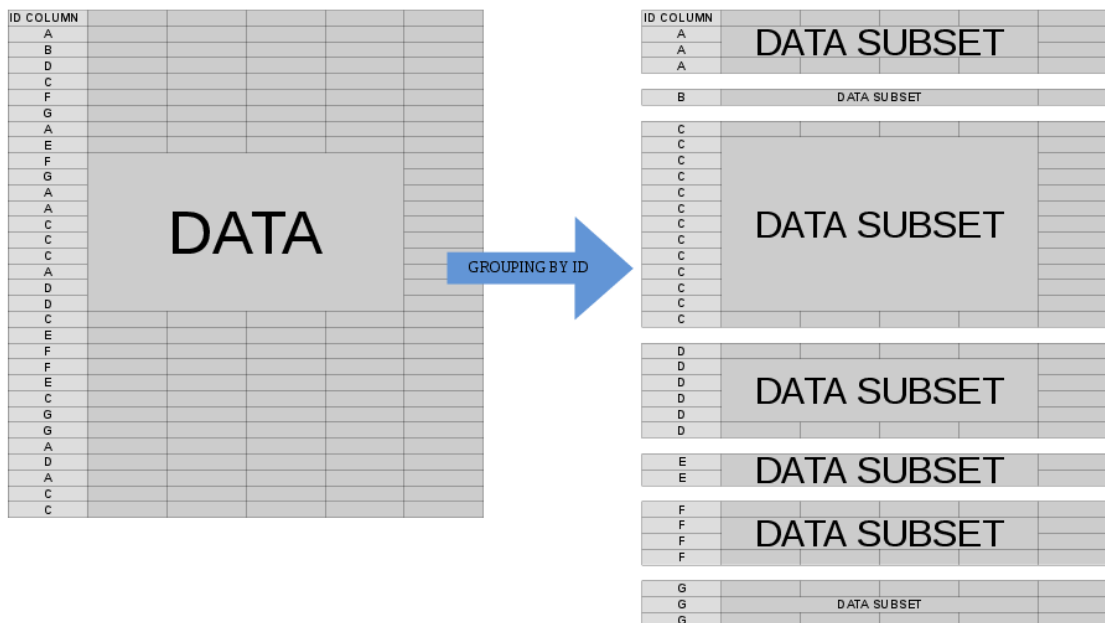 ID COLUMN
A
B
D
C
F
G
A
E
F
G
A
A
C
C
C
A
D
D
C
E
F
F
E
C
G
G
A
D
A
C
C
DATA
GROUPING BY ID
ID COLUMN
A
A
A
DATA SUBSET
B DATA SUBSET
C
C
C
C
C
C
C
C
C
C
C
C
C
DATA SUBSET
D
D
D
D
D
D
DATA SUBSET
E
E
DATA SUBSET
F
F
F
F
DATA SUBSET
G
G DATA SUBSET
G